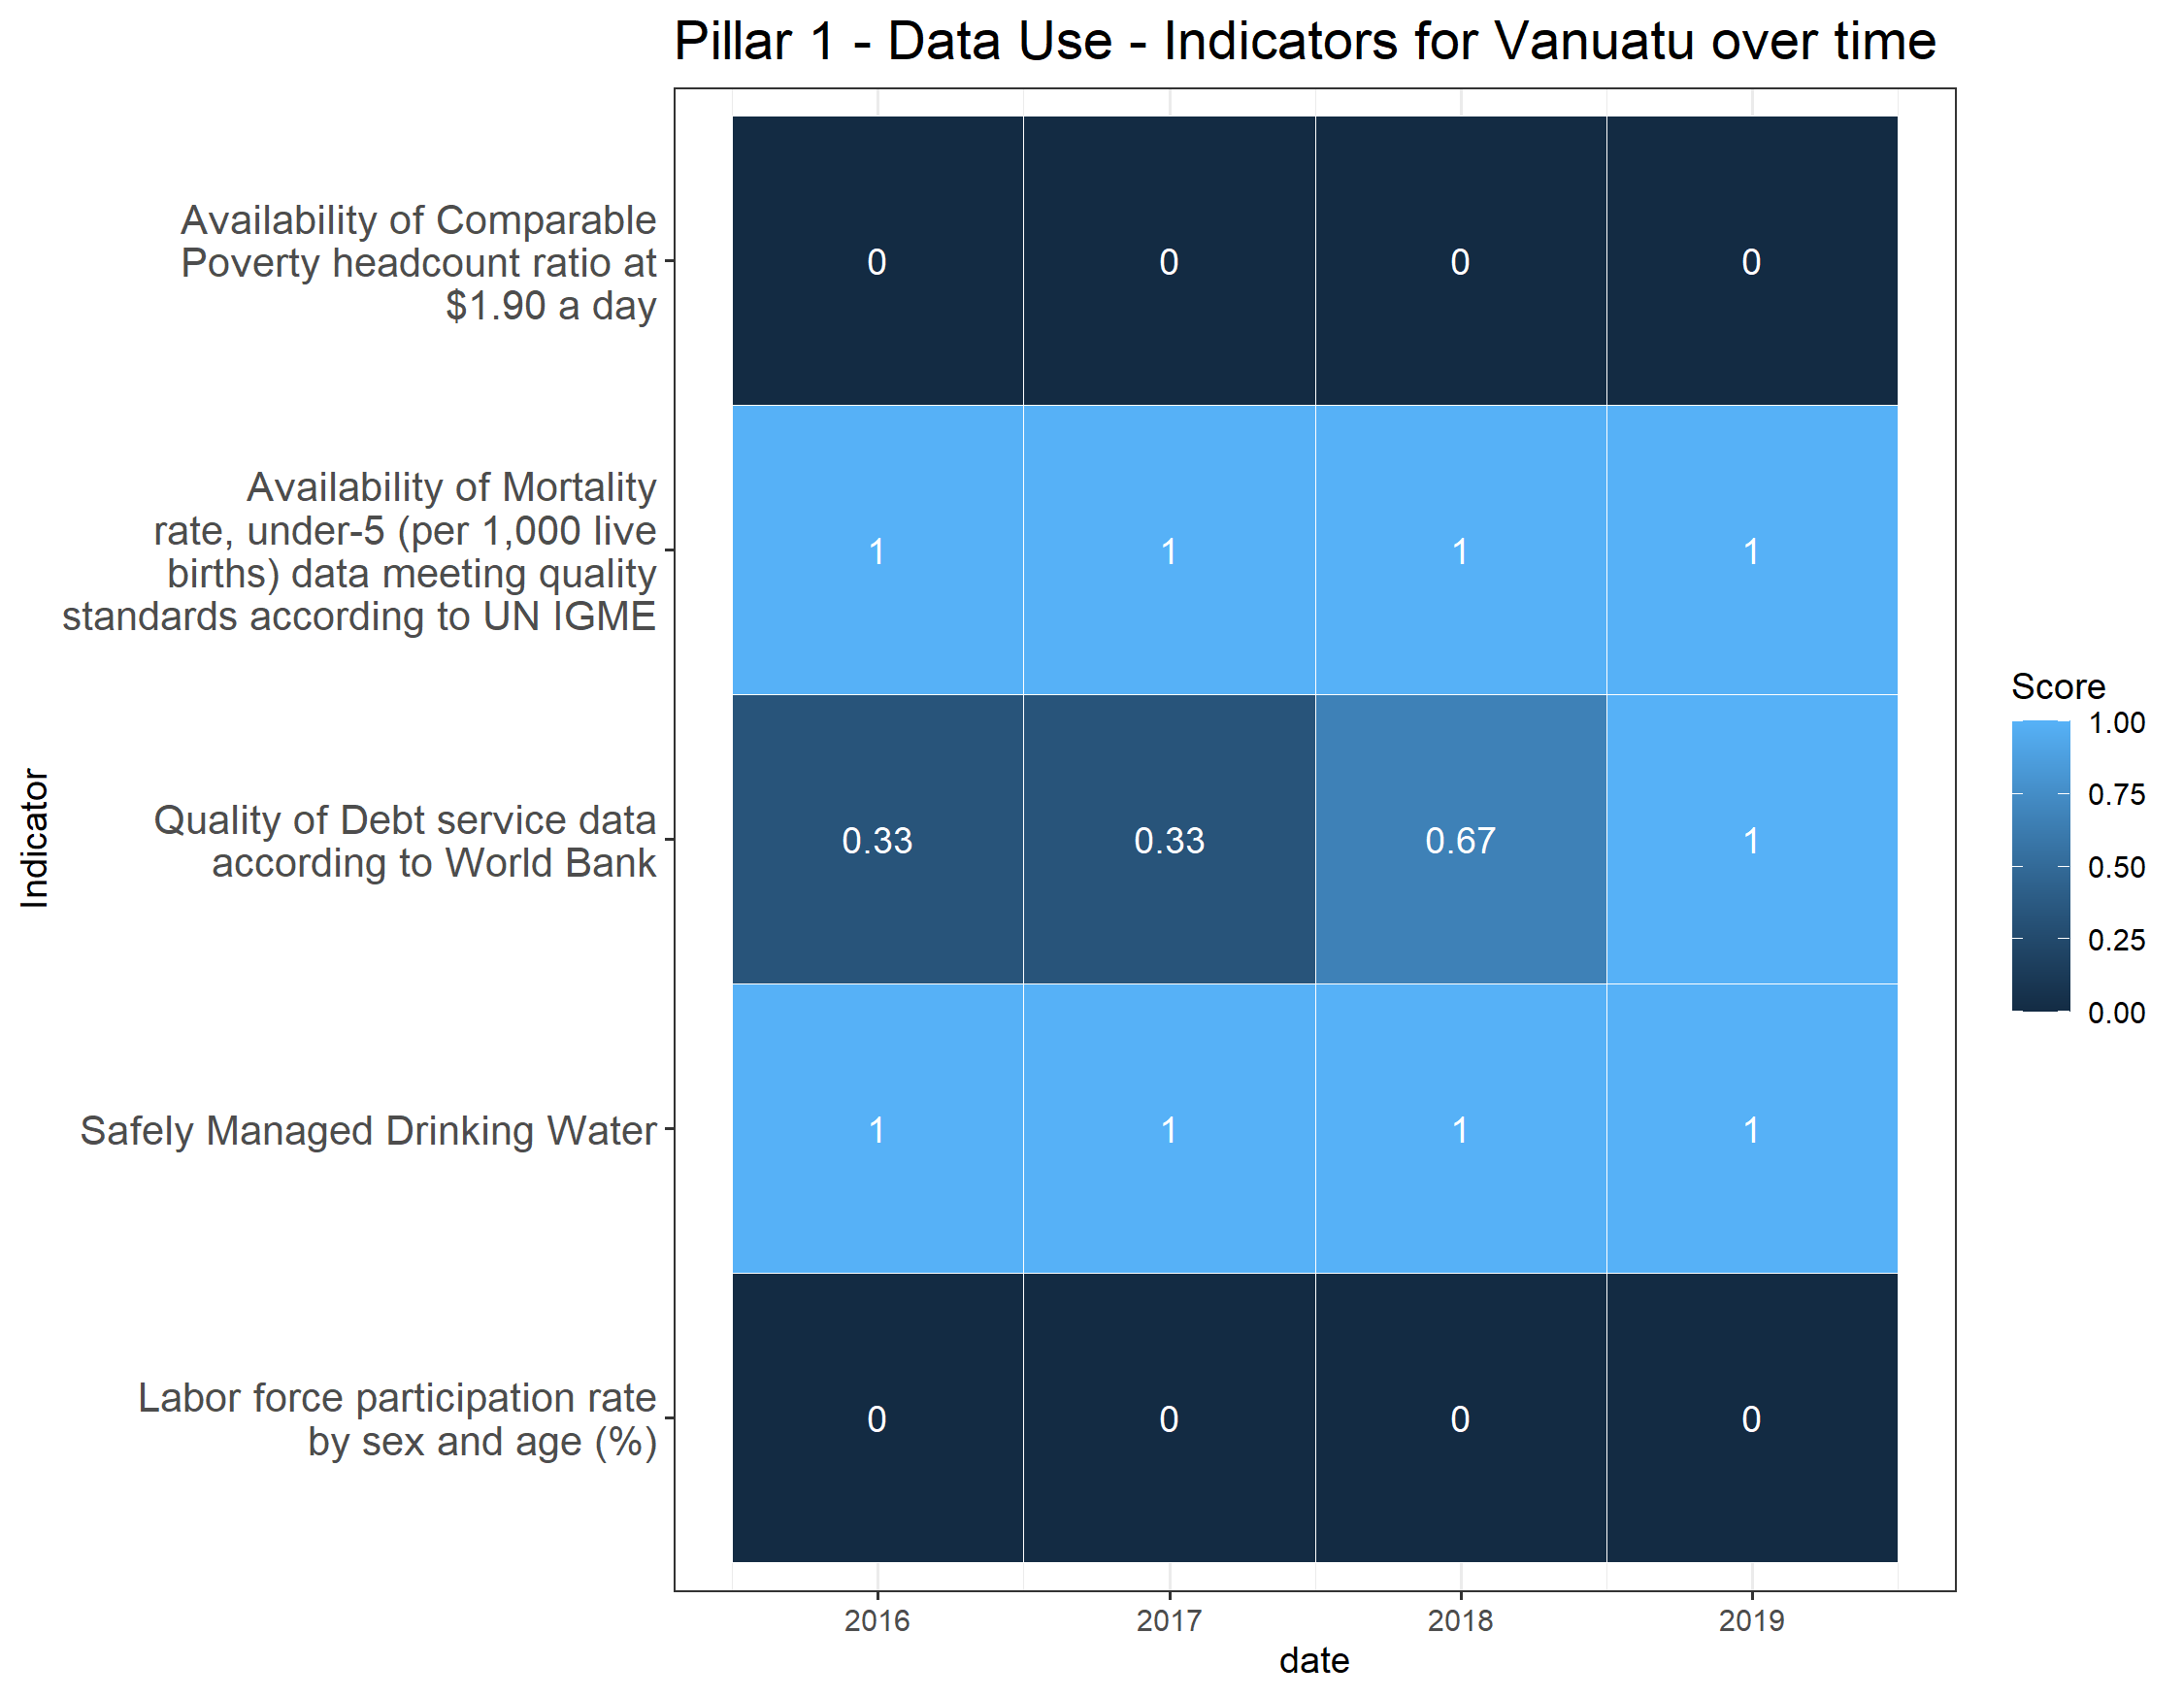 Pillar 1 - Data Use - Indicators for Vanuatu over time
Indicator
Availability of Comparable
Poverty headcount ratio at
$1.90 a day
0 0 0 0
Availability of Mortality
rate, under-5 (per 1,000 live
births) data meeting quality
standards according to UN IGME
1 1 1 1
Quality of Debt service data
according to World Bank
0.33 0.33 0.67 1
Safely Managed Drinking Water
1 1 1 1
Labor force participation rate
by sex and age (%)
0 0 0 0
2016 2017 2018 2019
date
Score
1.00
0.75
0.50
0.25
0.00